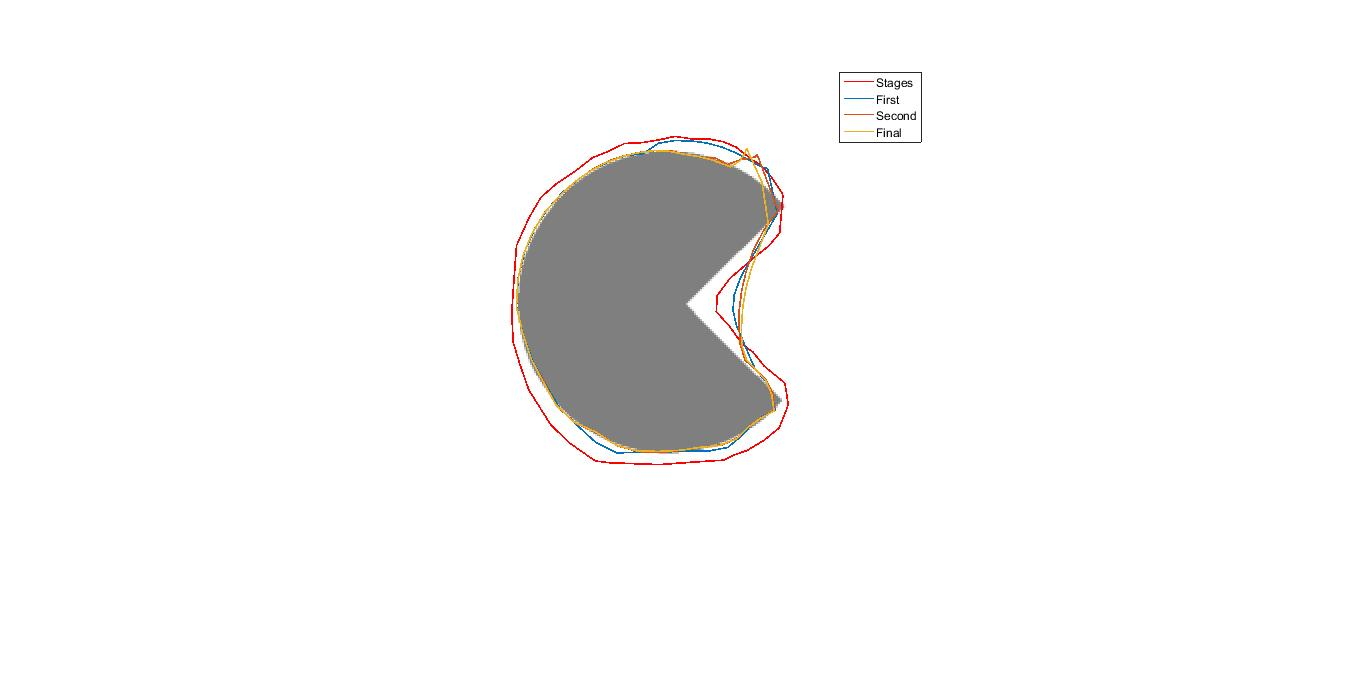 Stages
First
Second
Final